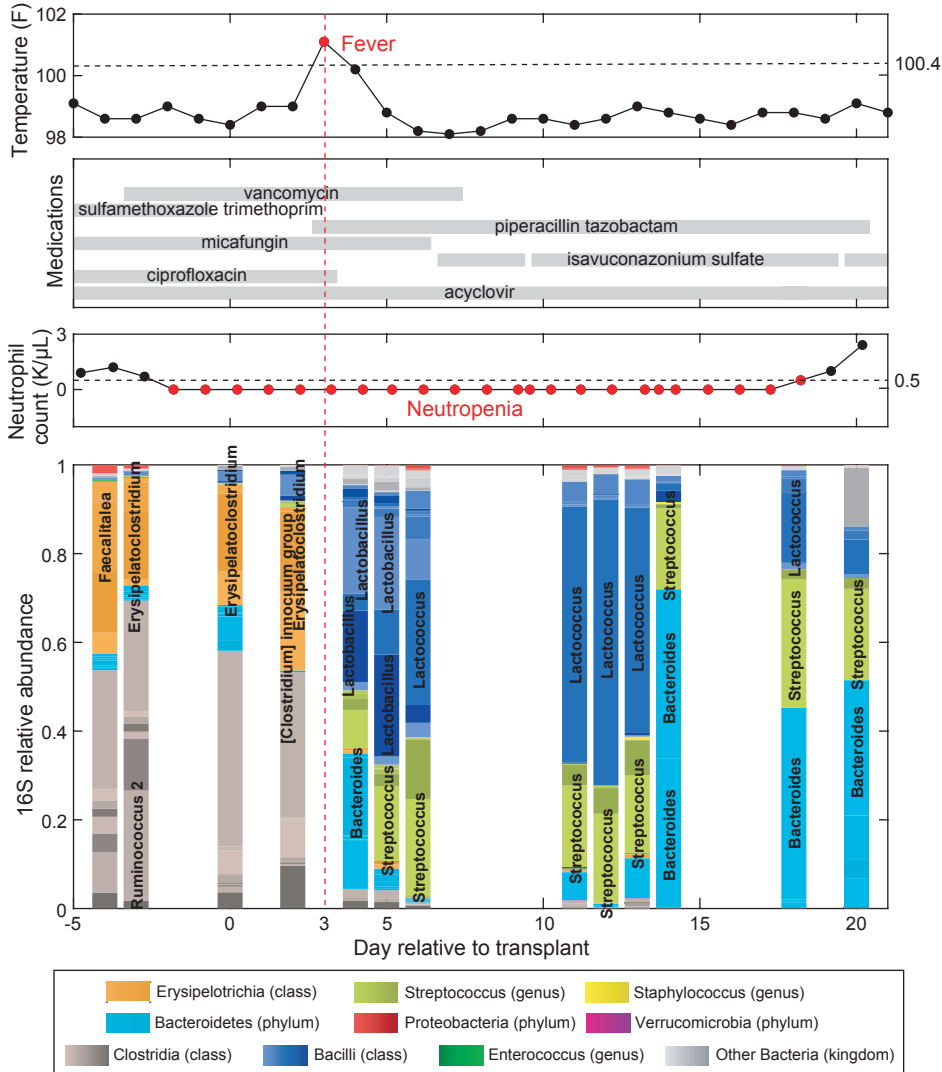 Temperature (F)
102
100
98
Fever
100.4
Medications
vancomycin
sulfamethoxazole trimethoprim
piperacillin tazobactam
micafungin
isavuconazonium sulfate
ciprofloxacin
acyclovir
Neutrophil
count (K/µL)
3
0
Neutropenia
0.5
16S relative abundance
1
0.8
0.6
0.4
0.2
0
Faecalitalea
Erysipelatoclostridium
Ruminococcus 2
Erysipelatoclostridium
[Clostridium] innocuum group
Erysipelatoclostridium
Lactobacillus
Lactobacillus
Bacteroides
Lactobacillus
Lactobacillus
Streptococcus
Lactococcus
Streptococcus
Lactococcus
Streptococcus
Lactococcus
Streptococcus
Lactococcus
Streptococcus
Streptococcus
Bacteroides
Bacteroides
Lactococcus
Streptococcus
Bacteroides
Streptococcus
Bacteroides
-5 0 3 5 10 15 20
Day relative to transplant
Erysipelotrichia (class) Streptococcus (genus) Staphylococcus (genus)
Bacteroidetes (phylum) Proteobacteria (phylum) Verrucomicrobia (phylum)
Clostridia (class) Bacilli (class) Enterococcus (genus) Other Bacteria (kingdom)